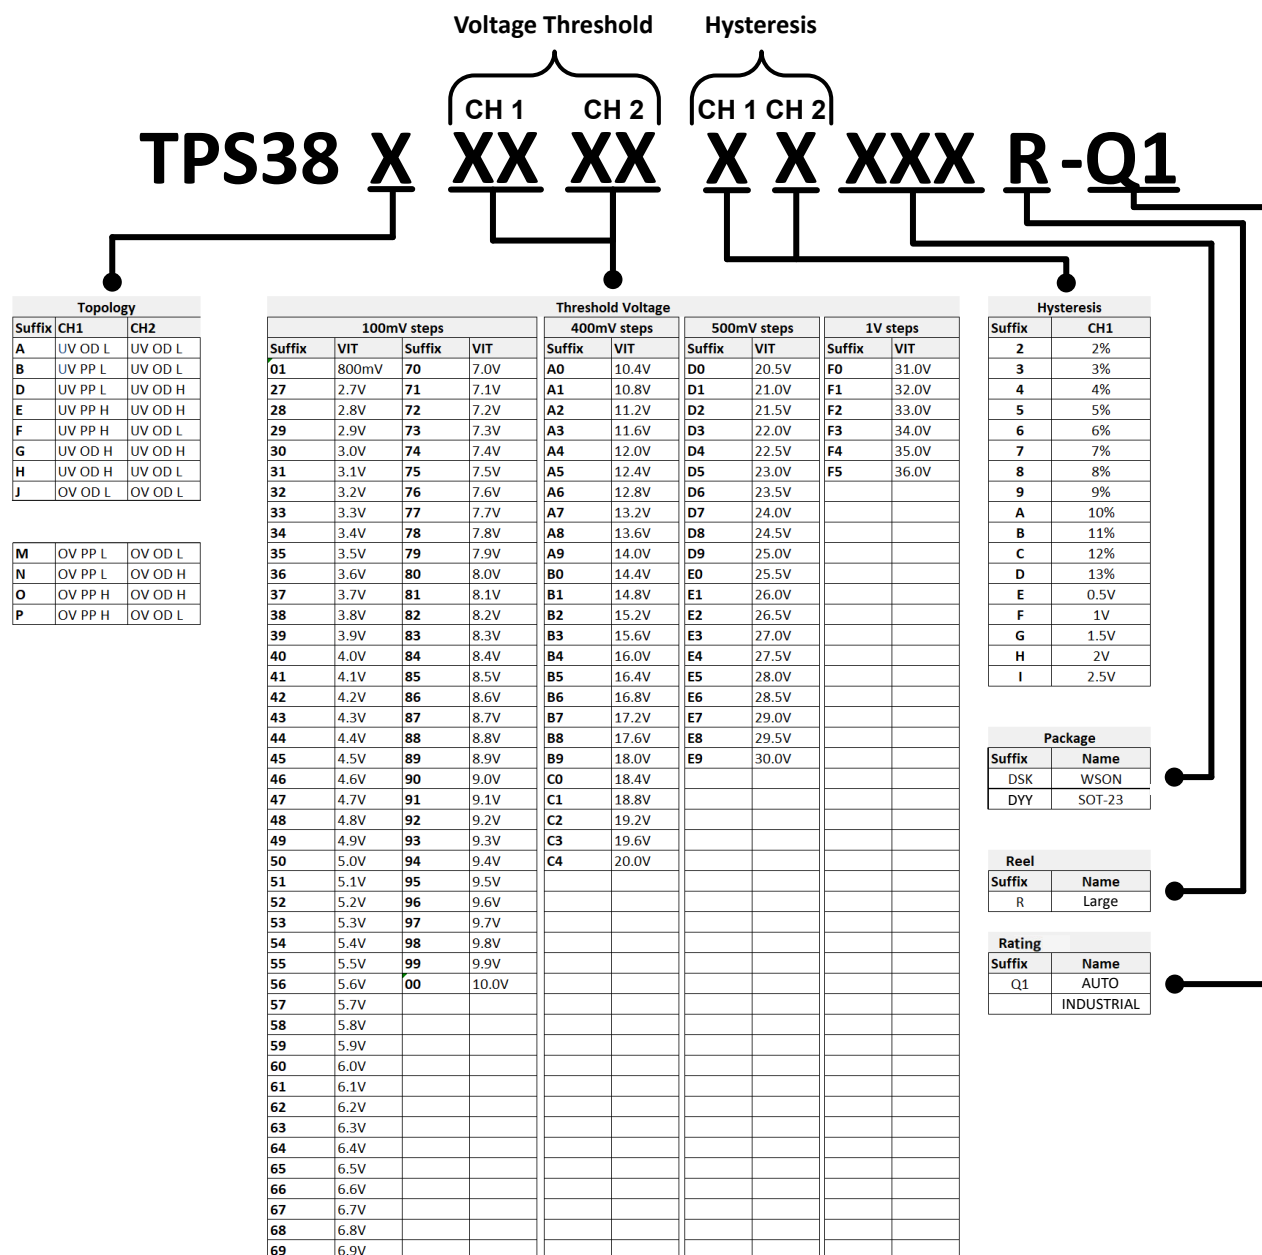 Voltage Threshold Hysteresis
CH 1 CH 2 CH 1 CH 2
TPS38 X XX XX X X XXX R -Q1
Topology
Suffix CH1 CH2
A UV OD L UV OD L
B UV PP L UV OD L
D UV PP L UV OD H
E UV PP H UV OD H
F UV PP H UV OD L
G UV OD H UV OD H
H UV OD H UV OD L
J OV OD L OV OD L
M OV PP L OV OD L
N OV PP L OV OD H
O OV PP H OV OD H
P OV PP H OV OD L
Threshold Voltage
100mV steps 400mV steps 500mV steps 1V steps
Suffix VIT Suffix VIT Suffix VIT Suffix VIT Suffix VIT
01 800mV 70 7.0V A0 10.4V D0 20.5V F0 31.0V
27 2.7V 71 7.1V A1 10.8V D1 21.0V F1 32.0V
28 2.8V 72 7.2V A2 11.2V D2 21.5V F2 33.0V
29 2.9V 73 7.3V A3 11.6V D3 22.0V F3 34.0V
30 3.0V 74 7.4V A4 12.0V D4 22.5V F4 35.0V
31 3.1V 75 7.5V A5 12.4V D5 23.0V F5 36.0V
32 3.2V 76 7.6V A6 12.8V D6 23.5V
33 3.3V 77 7.7V A7 13.2V D7 24.0V
34 3.4V 78 7.8V A8 13.6V D8 24.5V
35 3.5V 79 7.9V A9 14.0V D9 25.0V
36 3.6V 80 8.0V B0 14.4V E0 25.5V
37 3.7V 81 8.1V B1 14.8V E1 26.0V
38 3.8V 82 8.2V B2 15.2V E2 26.5V
39 3.9V 83 8.3V B3 15.6V E3 27.0V
40 4.0V 84 8.4V B4 16.0V E4 27.5V
41 4.1V 85 8.5V B5 16.4V E5 28.0V
42 4.2V 86 8.6V B6 16.8V E6 28.5V
43 4.3V 87 8.7V B7 17.2V E7 29.0V
44 4.4V 88 8.8V B8 17.6V E8 29.5V
45 4.5V 89 8.9V B9 18.0V E9 30.0V
46 4.6V 90 9.0V C0 18.4V
47 4.7V 91 9.1V C1 18.8V
48 4.8V 92 9.2V C2 19.2V
49 4.9V 93 9.3V C3 19.6V
50 5.0V 94 9.4V C4 20.0V
51 5.1V 95 9.5V
52 5.2V 96 9.6V
53 5.3V 97 9.7V
54 5.4V 98 9.8V
55 5.5V 99 9.9V
56 5.6V 00 10.0V
57 5.7V
58 5.8V
59 5.9V
60 6.0V
61 6.1V
62 6.2V
63 6.3V
64 6.4V
65 6.5V
66 6.6V
67 6.7V
68 6.8V
69 6.9V
Hysteresis
Suffix CH1
2 2%
3 3%
4 4%
5 5%
6 6%
7 7%
8 8%
9 9%
A 10%
B 11%
C 12%
D 13%
E 0.5V
F 1V
G 1.5V
H 2V
I 2.5V
Package
Suffix Name
DSK WSON
DYY SOT-23
Reel
Suffix Name
R Large
Rating
Suffix Name
Q1 AUTO
INDUSTRIAL